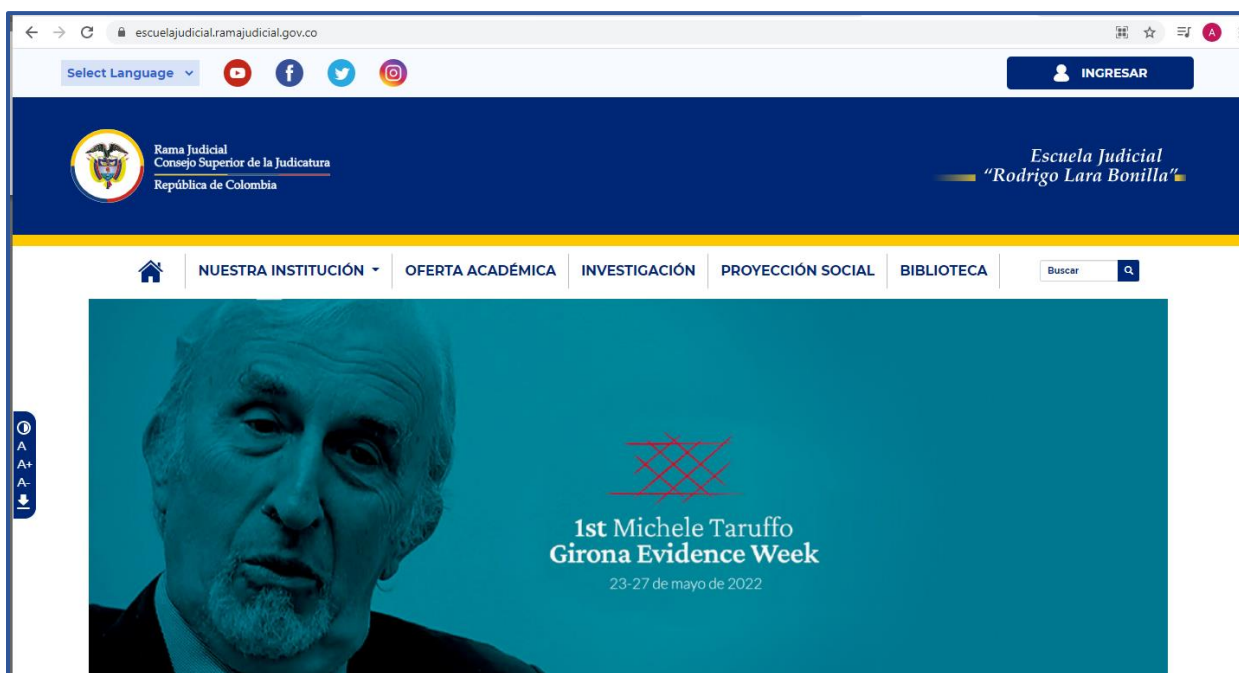 escuelajudicial.ramajudicial.gov.co
A
Select Language
INGRESAR
Rama Judicial
Consejo Superior de la Judicatura
República de Colombia
Escuela Judicial
“Rodrigo Lara Bonilla”
NUESTRA INSTITUCIÓN
OFERTA ACADÉMICA
INVESTIGACIÓN
PROYECCIÓN SOCIAL
BIBLIOTECA
Buscar
A
A+
A-
1st Michele Taruffo
Girona Evidence Week
23-27 de mayo de 2022